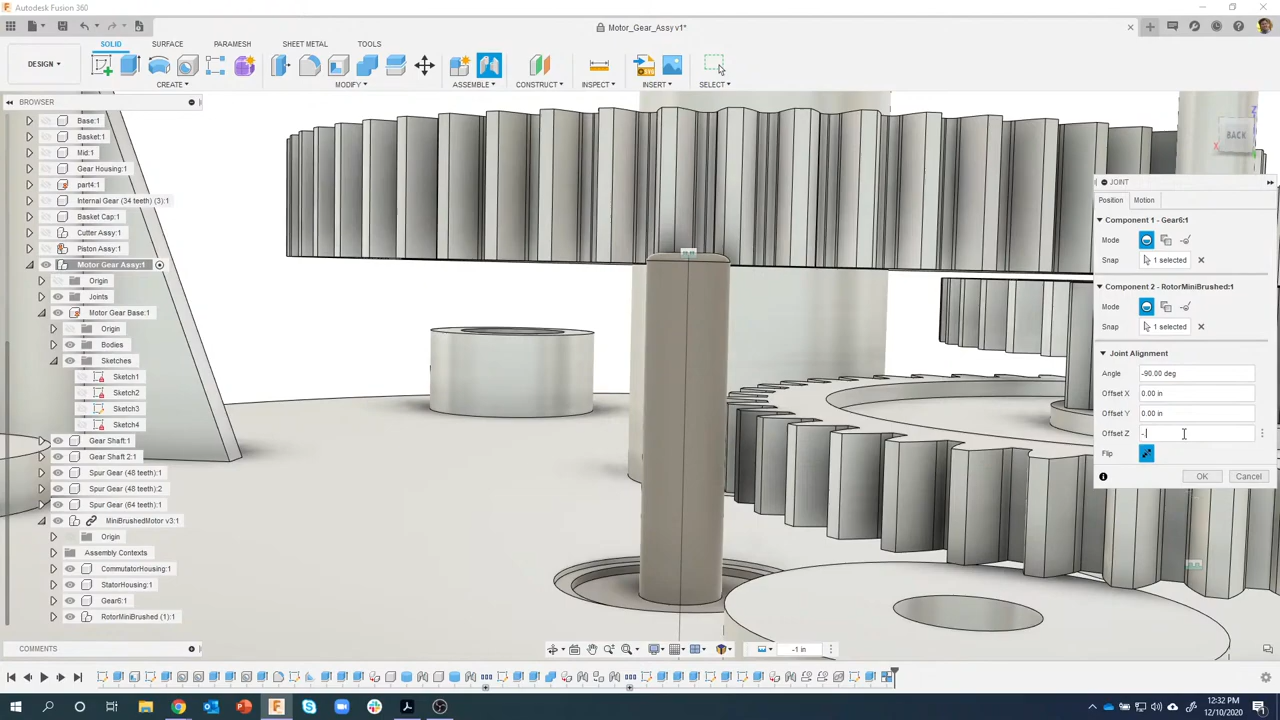 Autodesk Fusion 360
Motor_Gear_Assy v1*
SOLID SURFACE PARAMESH SHEET METAL TOOLS
DESIGN
CREATE MODIFY ASSEMBLE CONSTRUCT INSPECT INSERT SELECT
BROWSER
Base:1
Basket:1
Mid:1
Gear Housing:1
part4:1
Internal Gear (34 teeth) (3):1
Basket Cap:1
Cutter Assy:1
Piston Assy:1
Motor Gear Assy:1
Origin
Joints
Motor Gear Base:1
Origin
Bodies
Sketches
Sketch1
Sketch2
Sketch3
Sketch4
Gear Shaft:1
Gear Shaft 2:1
Spur Gear (48 teeth):1
Spur Gear (48 teeth):2
Spur Gear (64 teeth):1
MiniBrushedMotor v3:1
Origin
Assembly Contexts
CommutatorHousing:1
StatorHousing:1
Gear6:1
RotorMiniBrushed (1):1
COMMENTS
Z
BACK
X
JOINT
Position Motion
Component 1 - Gear6:1
Mode
Snap 1 selected
Component 2 - RotorMiniBrushed:1
Mode
Snap 1 selected
Joint Alignment
Angle -90.00 deg
Offset X 0.00 in
Offset Y 0.00 in
Offset Z -
Flip
OK Cancel
-1 in
12:32 PM
12/10/2020